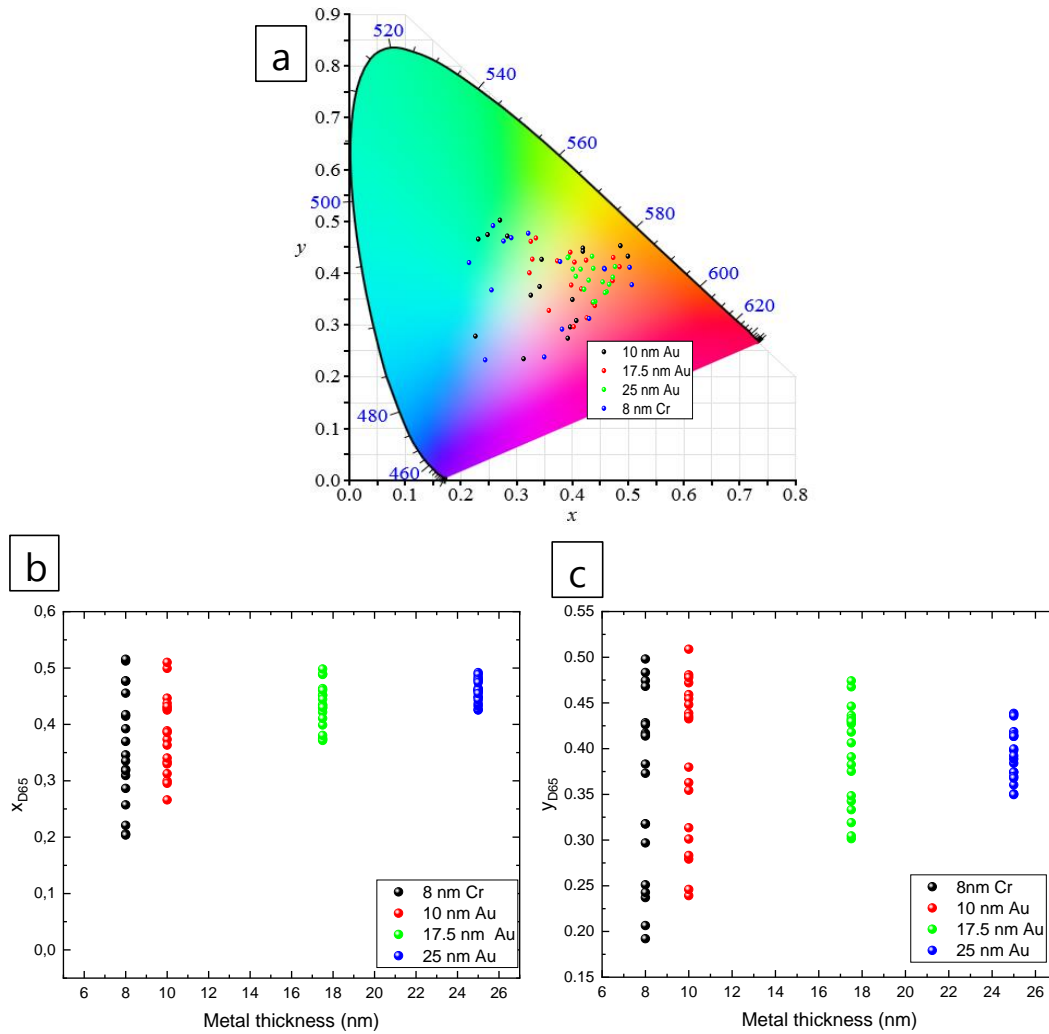 a
0.9
0.8
0.7
0.6
0.5
0.4
0.3
0.2
0.1
0.0
y
0.0 0.1 0.2 0.3 0.4 0.5 0.6 0.7 0.8
x
460
480
500
520
540
560
580
600
620
10 nm Au
17.5 nm Au
25 nm Au
8 nm Cr
b
0,6
0,5
0,4
0,3
0,2
0,1
0,0
xD65
6 8 10 12 14 16 18 20 22 24 26
Metal thickness (nm)
8 nm Cr
10 nm Au
17.5 nm Au
25 nm Au
c
0.55
0.50
0.45
0.40
0.35
0.30
0.25
0.20
0.15
yD65
6 8 10 12 14 16 18 20 22 24 26
Metal thickness (nm)
8nm Cr
10 nm Au
17.5 nm Au
25 nm Au